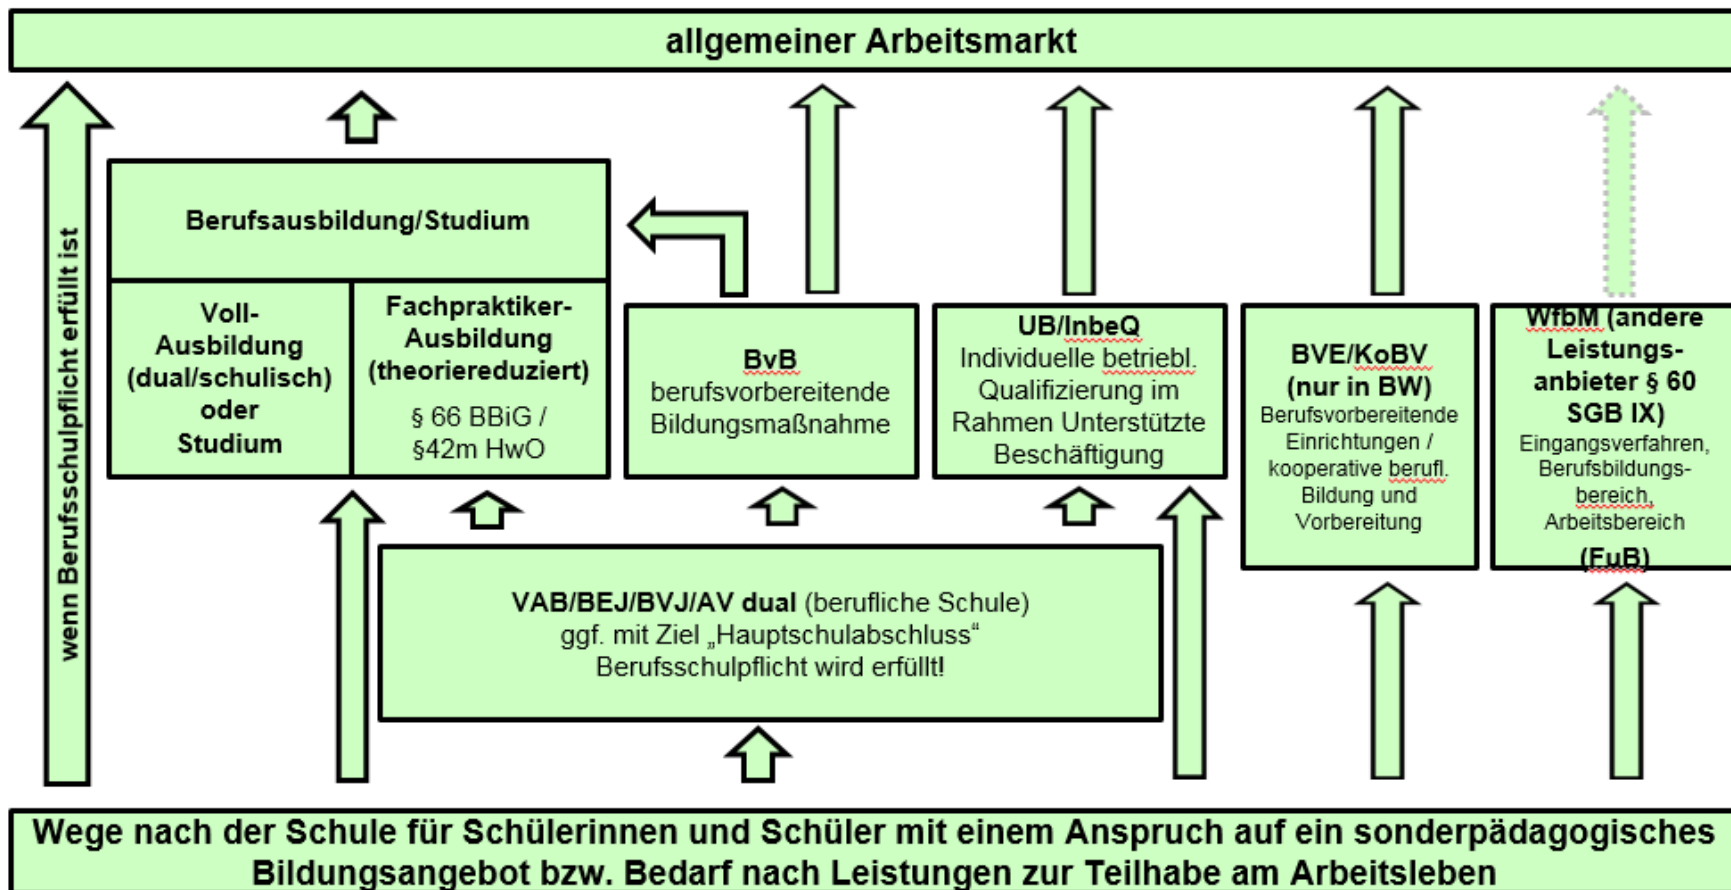 allgemeiner Arbeitsmarkt
wenn Berufsschulpflicht erfüllt ist
Berufsausbildung/Studium
Voll-
Ausbildung
(dual/schulisch)
oder
Studium
Fachpraktiker-
Ausbildung
(theoriereduziert)
§ 66 BBiG /
§42m HwO
BvB
berufsvorbereitende
Bildungsmaßnahme
UB/InbeQ
Individuelle betriebl.
Qualifizierung im
Rahmen Unterstützte
Beschäftigung
BVE/KoBV
(nur in BW)
Berufsvorbereitende
Einrichtungen /
kooperative berufl.
Bildung und
Vorbereitung
WfbM (andere
Leistungs-
anbieter § 60
SGB IX)
Eingangsverfahren,
Berufsbildungs-
bereich,
Arbeitsbereich
(FuB)
VAB/BEJ/BVJ/AV dual (berufliche Schule)
ggf. mit Ziel „Hauptschulabschluss“
Berufsschulpflicht wird erfüllt!
Wege nach der Schule für Schülerinnen und Schüler mit einem Anspruch auf ein sonderpädagogisches
Bildungsangebot bzw. Bedarf nach Leistungen zur Teilhabe am Arbeitsleben